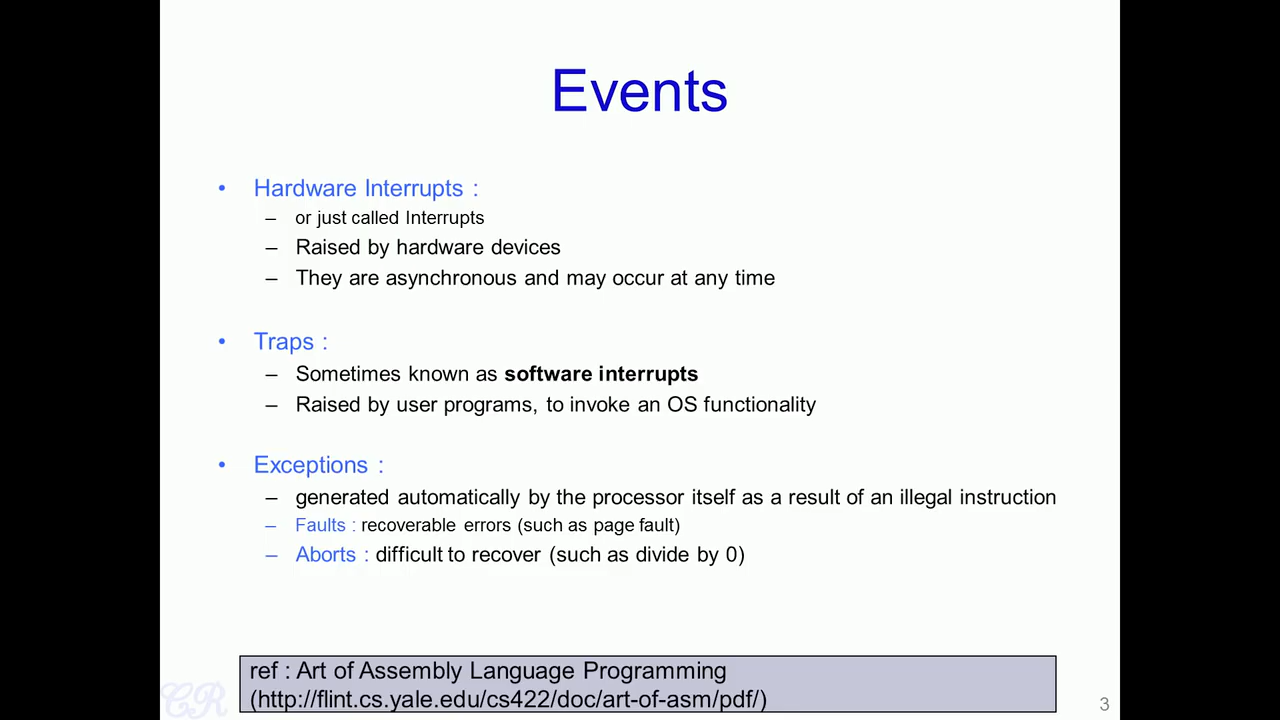 Events
• Hardware Interrupts :
– or just called Interrupts
– Raised by hardware devices
– They are asynchronous and may occur at any time
• Traps :
– Sometimes known as software interrupts
– Raised by user programs, to invoke an OS functionality
• Exceptions :
– generated automatically by the processor itself as a result of an illegal instruction
– Faults : recoverable errors (such as page fault)
– Aborts : difficult to recover (such as divide by 0)
ref : Art of Assembly Language Programming
(http://flint.cs.yale.edu/cs422/doc/art-of-asm/pdf/)
CR
3